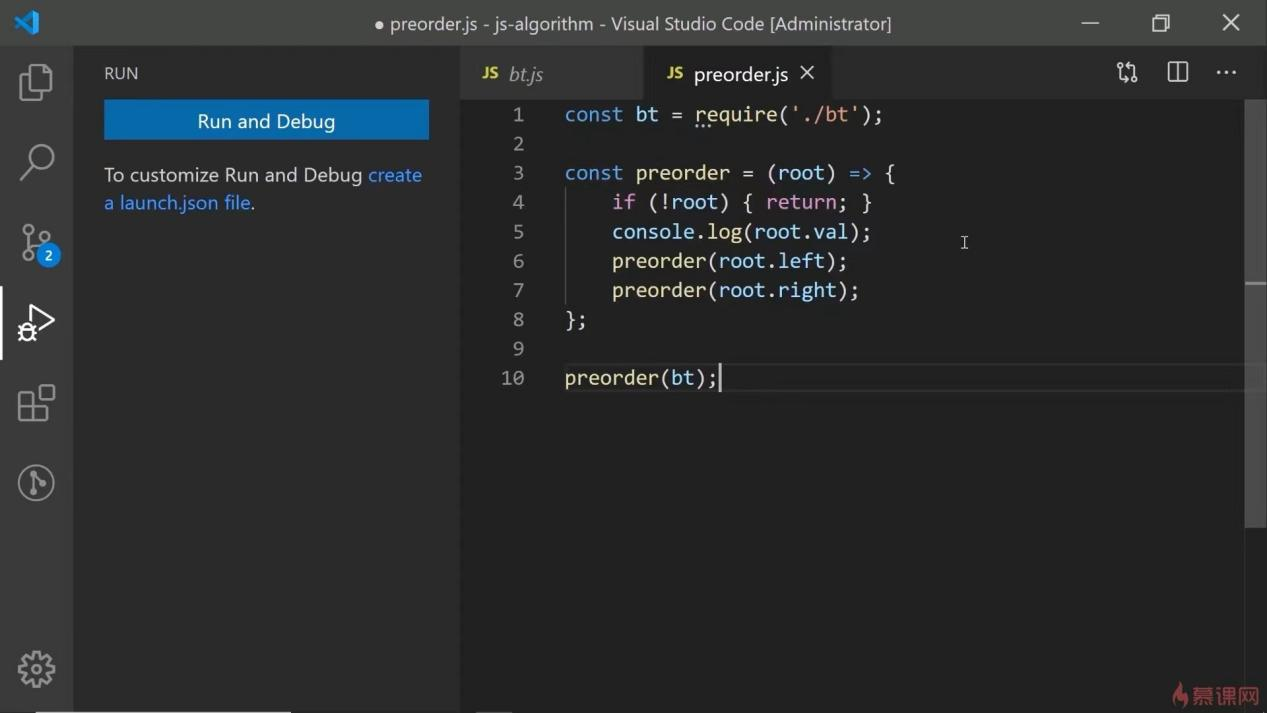 ● preorder.js - js-algorithm - Visual Studio Code [Administrator]
RUN
Run and Debug
To customize Run and Debug create
a launch.json file.
2
JS bt.js
JS preorder.js
1 const bt = require('./bt');
2
3 const preorder = (root) => {
4     if (!root) { return; }
5     console.log(root.val);
6     preorder(root.left);
7     preorder(root.right);
8 };
9
10 preorder(bt);
慕课网